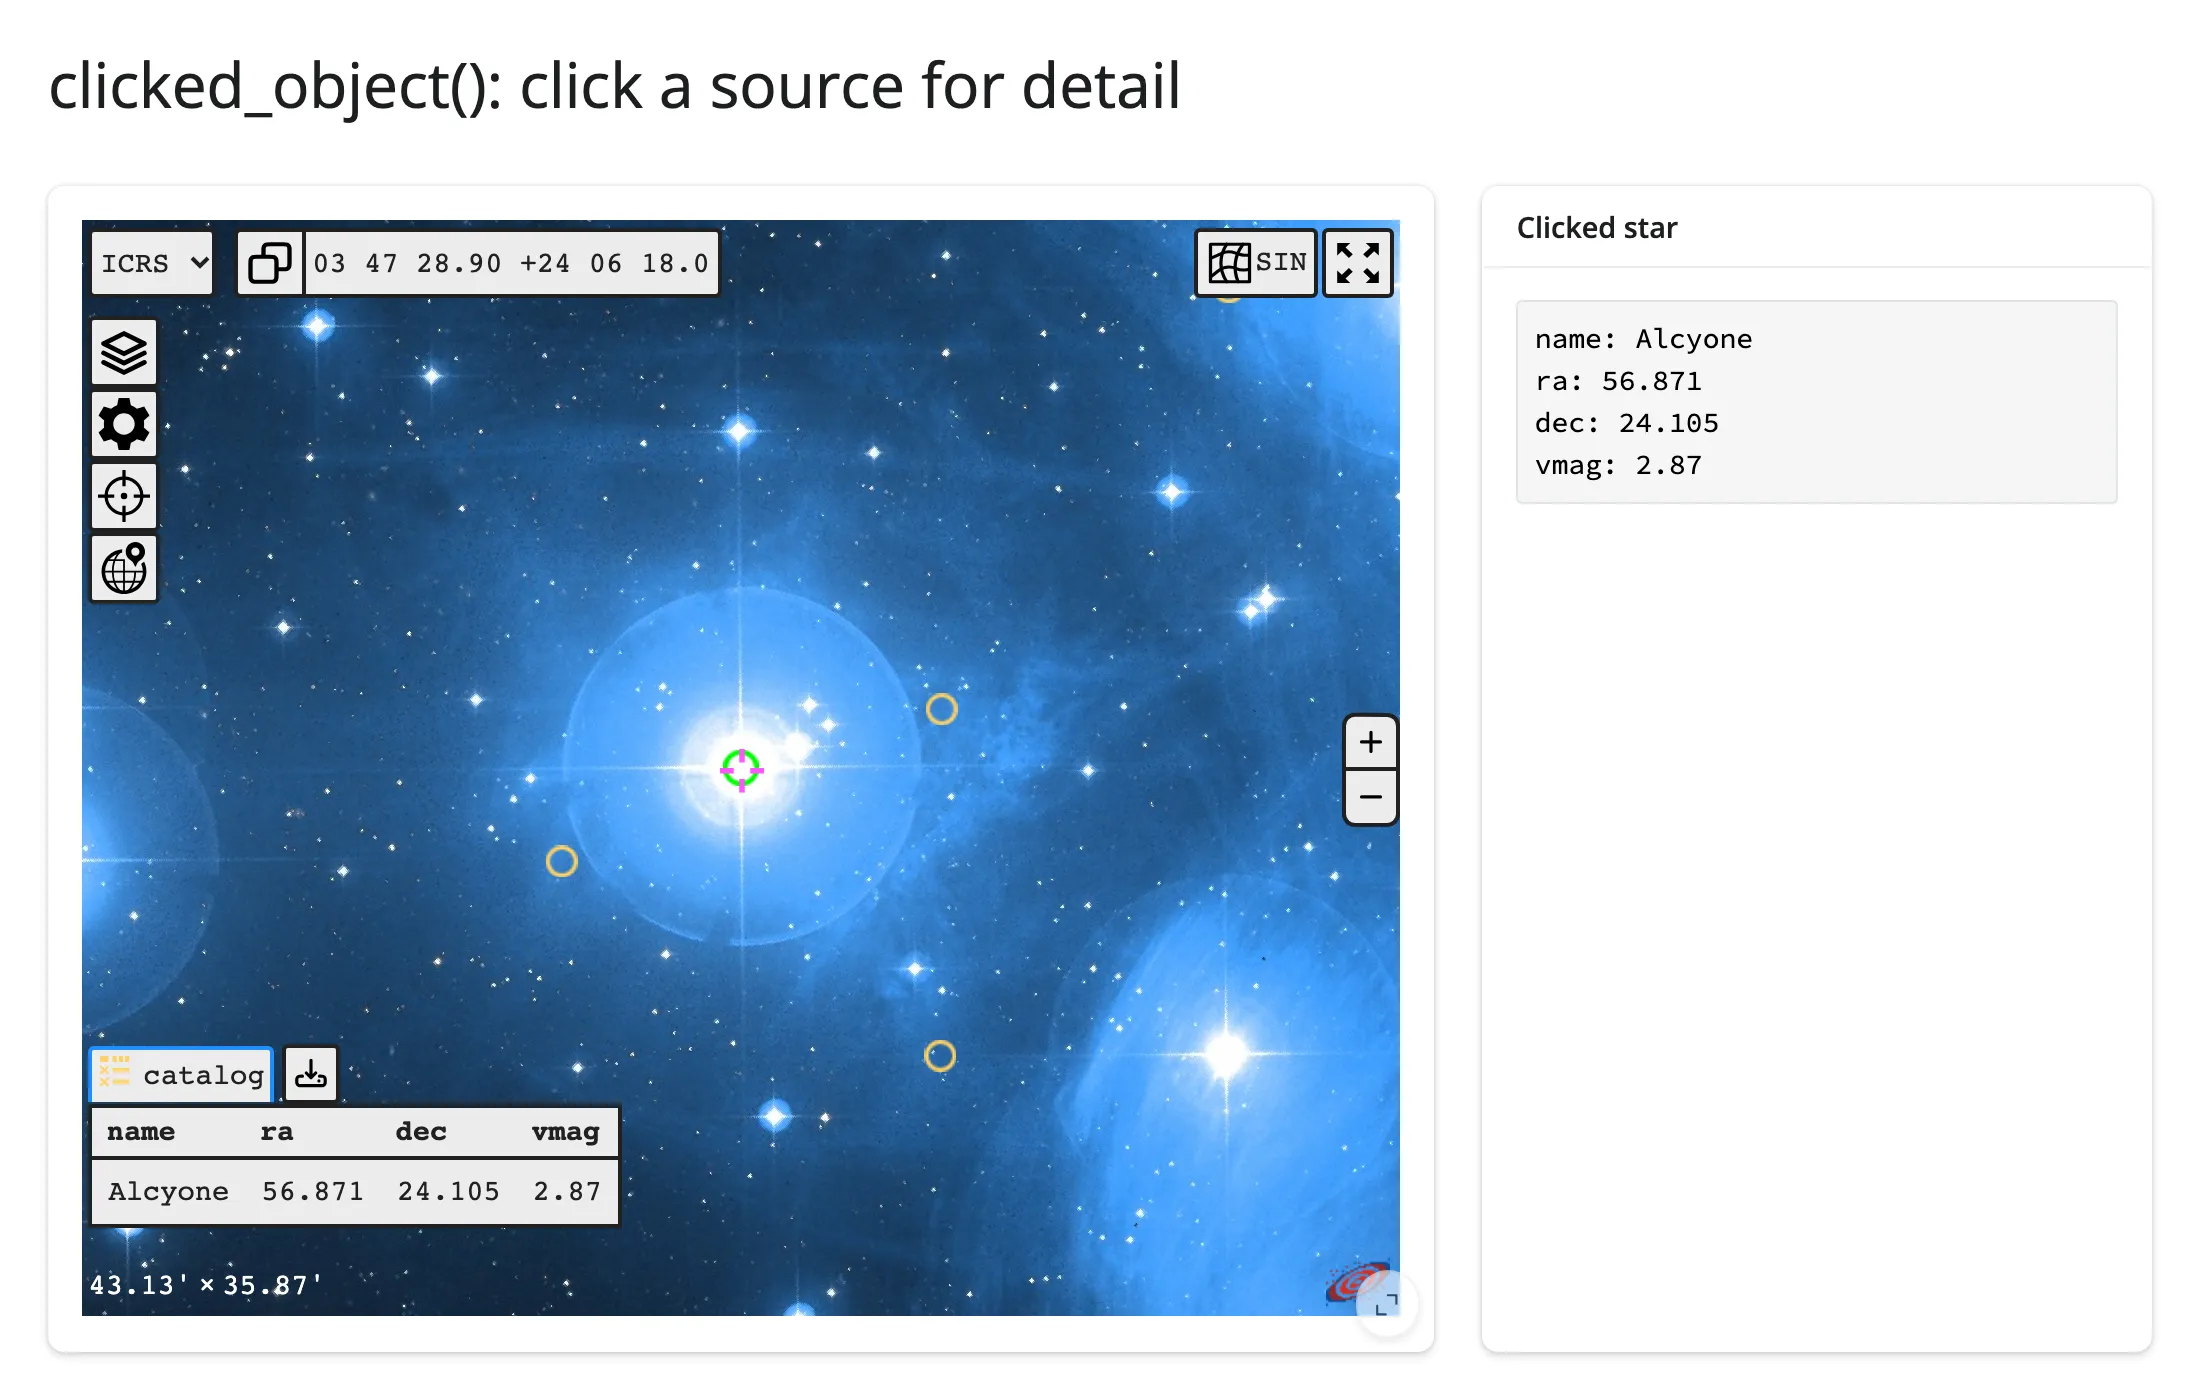 clicked_object(): click a source for detail
ICRS
03 47 28.90 +24 06 18.0
SIN
+
−
catalog
name ra dec vmag
Alcyone 56.871 24.105 2.87
43.13' × 35.87'
Clicked star
name: Alcyone
ra: 56.871
dec: 24.105
vmag: 2.87